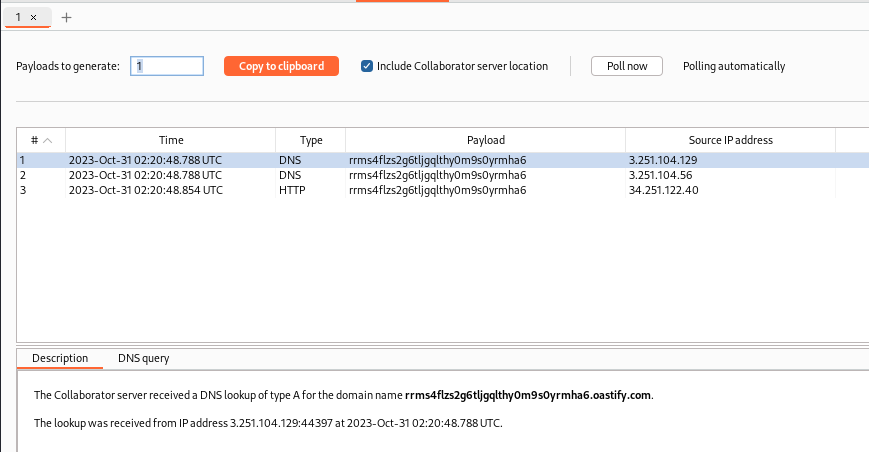 1 × +
Payloads to generate: 1 Copy to clipboard Include Collaborator server location Poll now Polling automatically
# Time Type Payload Source IP address
1 2023-Oct-31 02:20:48.788 UTC DNS rrms4flzs2g6tljgqlthy0m9s0yrmha6 3.251.104.129
2 2023-Oct-31 02:20:48.788 UTC DNS rrms4flzs2g6tljgqlthy0m9s0yrmha6 3.251.104.56
3 2023-Oct-31 02:20:48.854 UTC HTTP rrms4flzs2g6tljgqlthy0m9s0yrmha6 34.251.122.40
Description DNS query
The Collaborator server received a DNS lookup of type A for the domain name rrms4flzs2g6tljgqlthy0m9s0yrmha6.oastify.com.
The lookup was received from IP address 3.251.104.129:44397 at 2023-Oct-31 02:20:48.788 UTC.